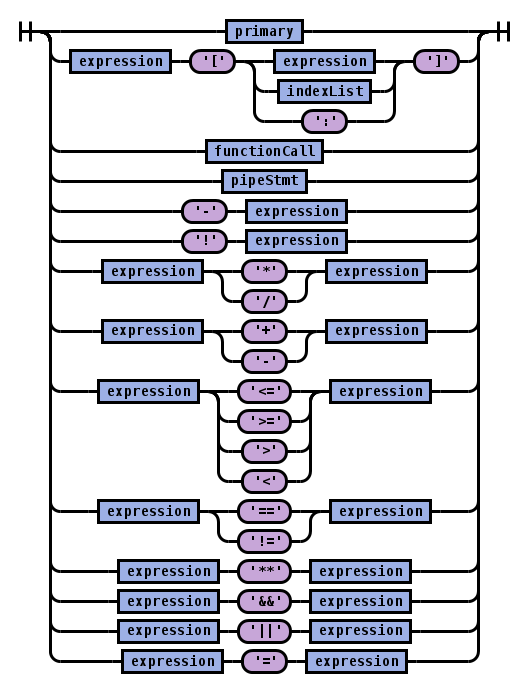 primary
expression '[' expression ']'
indexList
':'
functionCall
pipeStmt
'-' expression
'!' expression
expression '*' expression
'/'
expression '+' expression
'-'
expression '<=' expression
'>='
'>'
'<'
expression '==' expression
'!='
expression '**' expression
expression '&&' expression
expression '||' expression
expression '=' expression